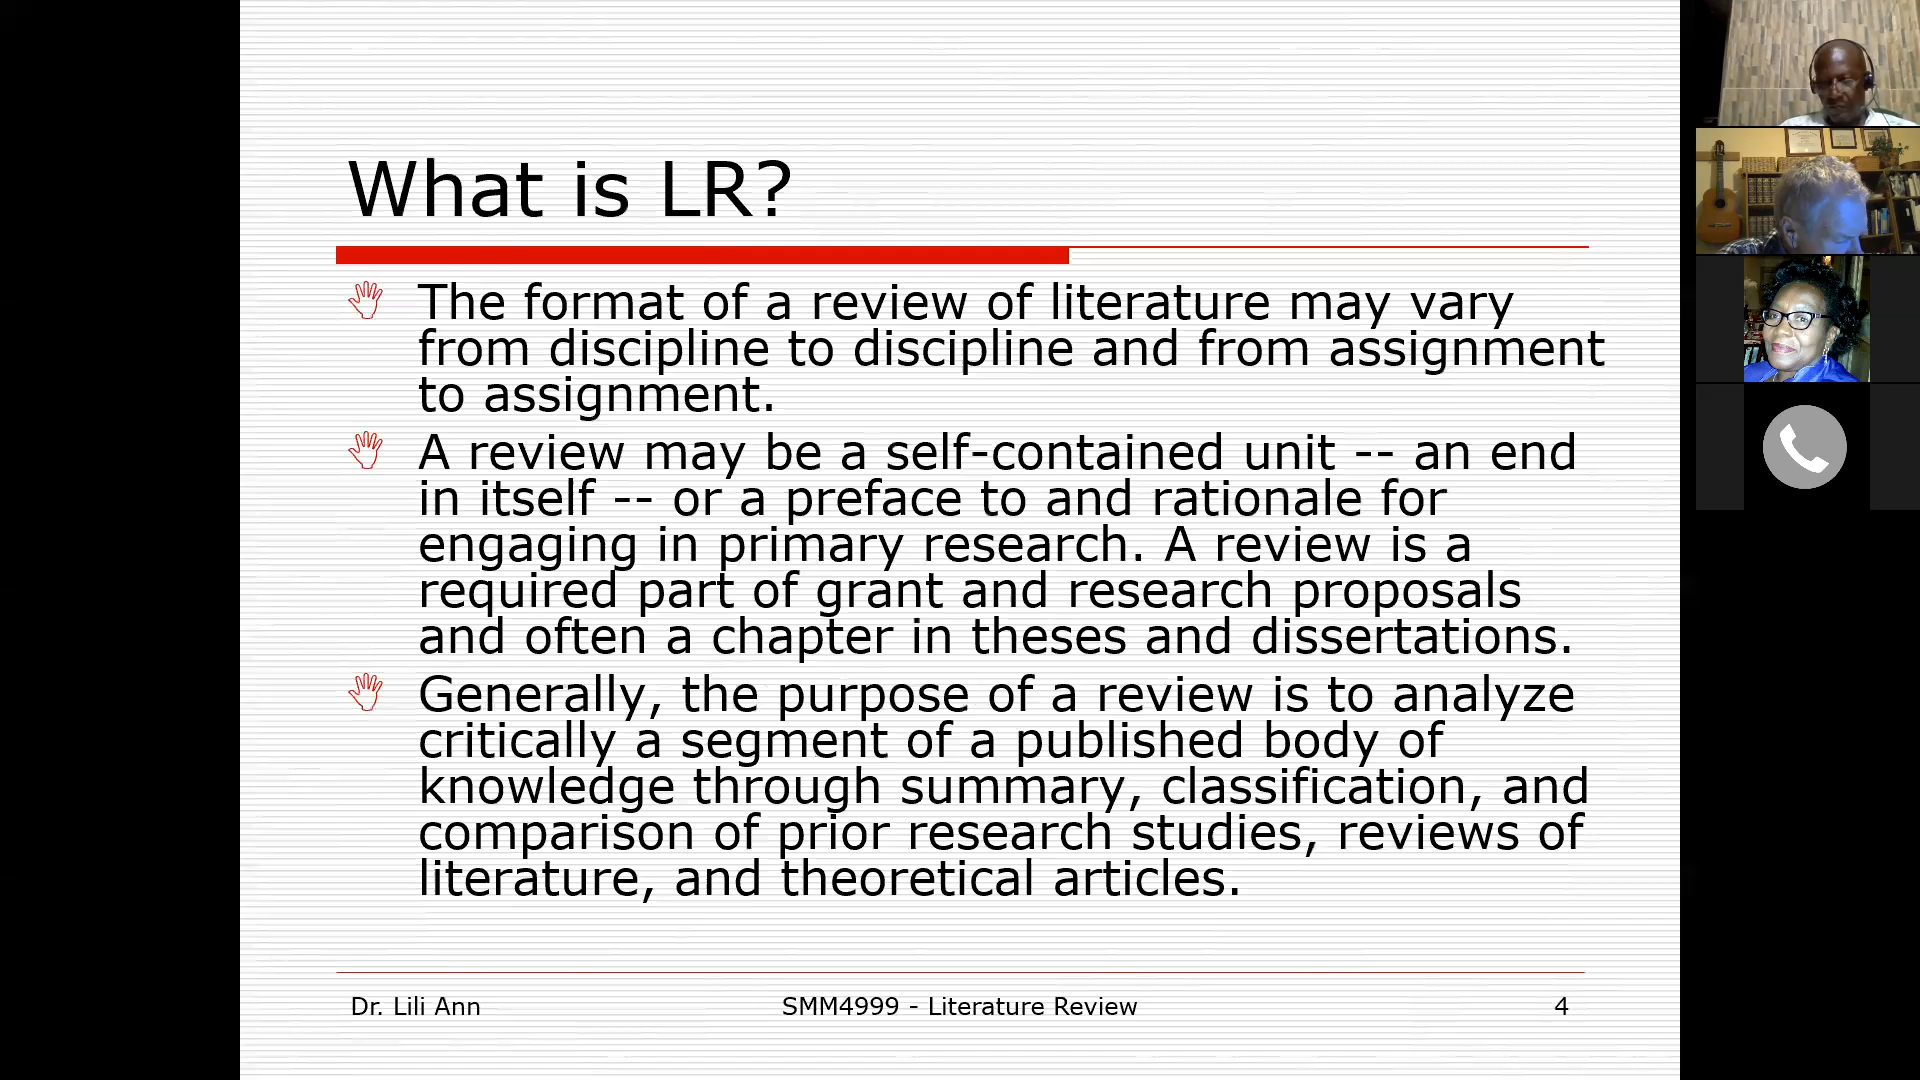 What is LR?
The format of a review of literature may vary
from discipline to discipline and from assignment
to assignment.
A review may be a self-contained unit -- an end
in itself -- or a preface to and rationale for
engaging in primary research. A review is a
required part of grant and research proposals
and often a chapter in theses and dissertations.
Generally, the purpose of a review is to analyze
critically a segment of a published body of
knowledge through summary, classification, and
comparison of prior research studies, reviews of
literature, and theoretical articles.
Dr. Lili Ann
SMM4999 - Literature Review
4